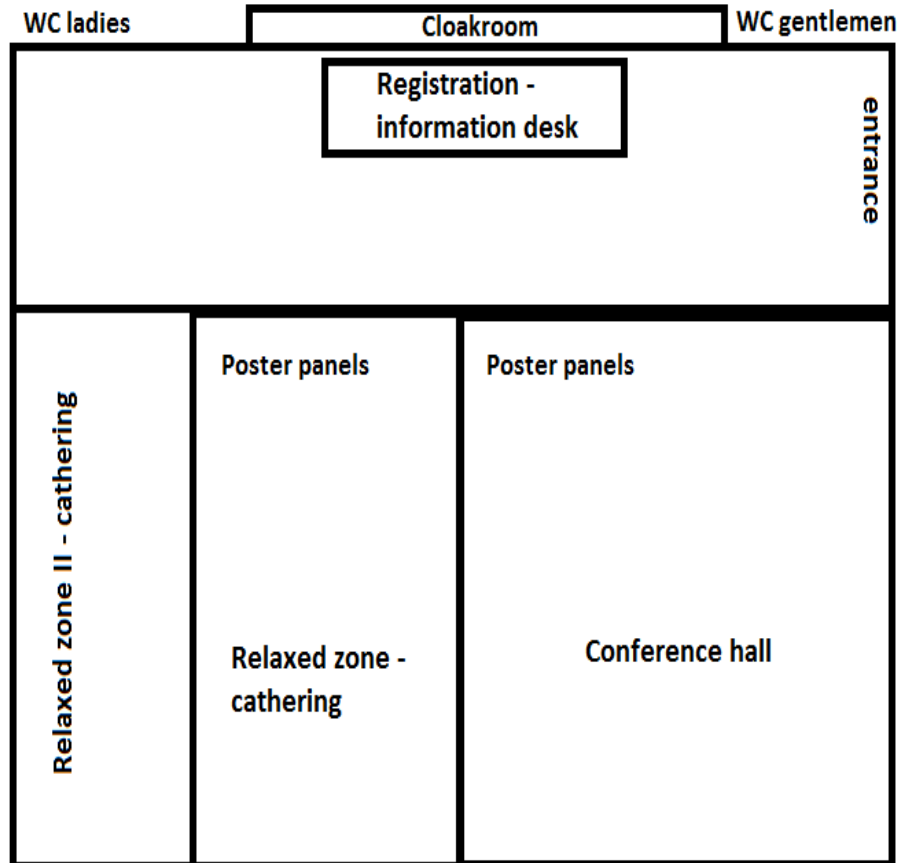 WC ladies
Cloakroom
WC gentlemen
Registration -
information desk
entrance
Relaxed zone II - cathering
Poster panels
Relaxed zone -
cathering
Poster panels
Conference hall